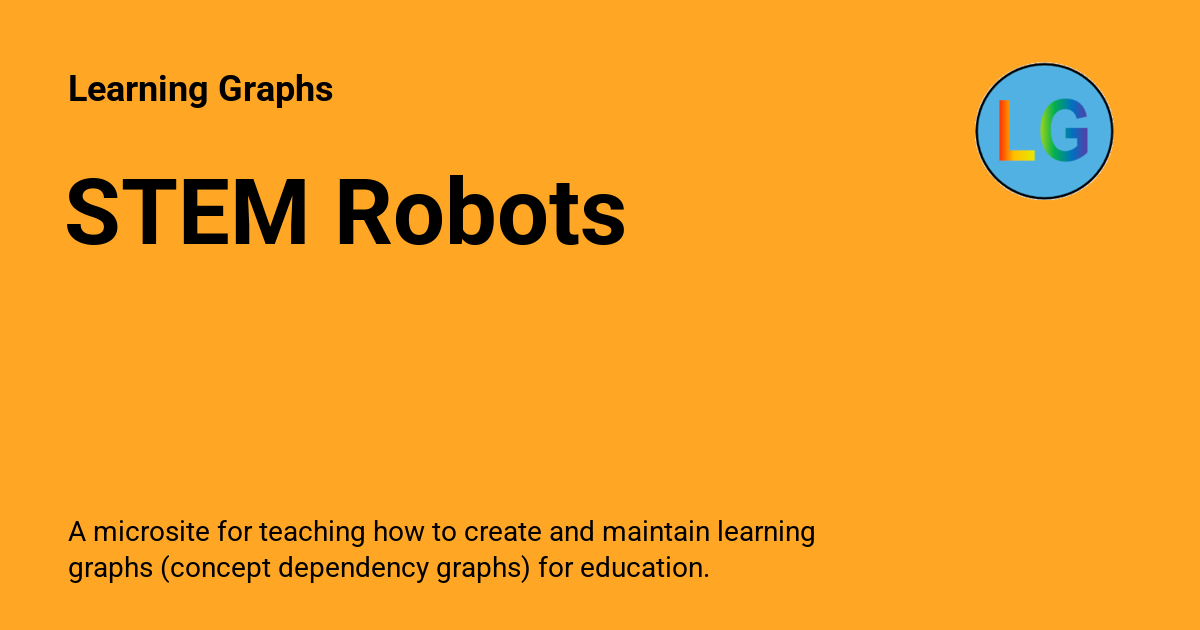 Learning Graphs
LG
STEM Robots
A microsite for teaching how to create and maintain learning
graphs (concept dependency graphs) for education.